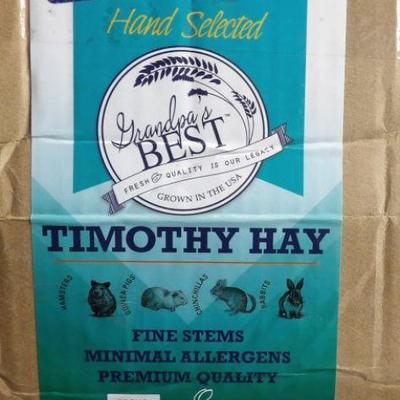 Hand Selected
Grandpa's
BEST™
FRESH QUALITY IS OUR LEGACY
GROWN IN THE USA
TIMOTHY HAY
HAMSTERS
GUINEA PIGS
CHINCHILLAS
RABBITS
FINE STEMS
MINIMAL ALLERGENS
PREMIUM QUALITY